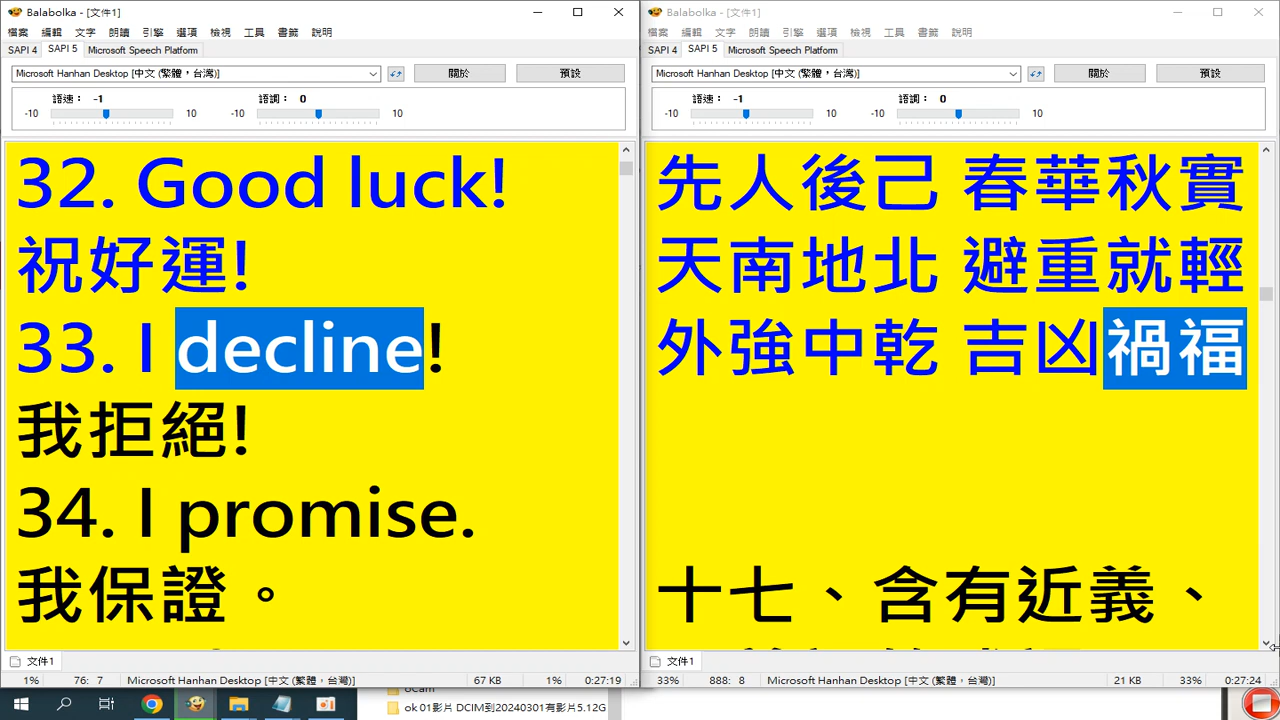 Balabolka - [文件1]
檔案 編輯 文字 朗讀 引擎 選項 檢視 工具 書籤 說明
SAPI 4 SAPI 5 Microsoft Speech Platform
Microsoft Hanhan Desktop [中文 (繁體，台灣)] 關於 預設
語速： -1 語調： 0
-10 10 -10 10
32. Good luck!
祝好運!
33. I decline!
我拒絕!
34. I promise.
我保證。
文件1
1% 76: 7 Microsoft Hanhan Desktop [中文 (繁體，台灣)] 67 KB 1% 0:27:19
Balabolka - [文件1]
檔案 編輯 文字 朗讀 引擎 選項 檢視 工具 書籤 說明
SAPI 4 SAPI 5 Microsoft Speech Platform
Microsoft Hanhan Desktop [中文 (繁體，台灣)] 關於 預設
語速： -1 語調： 0
-10 10 -10 10
先人後己 春華秋實
天南地北 避重就輕
外強中乾 吉凶禍福
十七、含有近義、
文件1
33% 888: 8 Microsoft Hanhan Desktop [中文 (繁體，台灣)] 21 KB 33% 0:27:24
oCam
ok 01影片 DCIM到20240301有影片5.12G